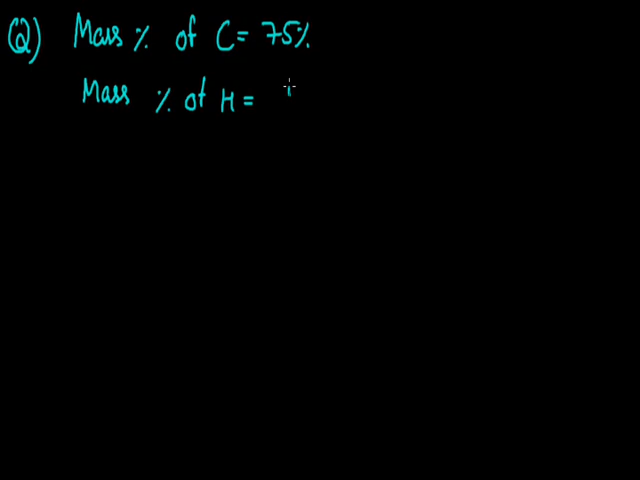 Q) Mass % of C = 75%
Mass % of H =